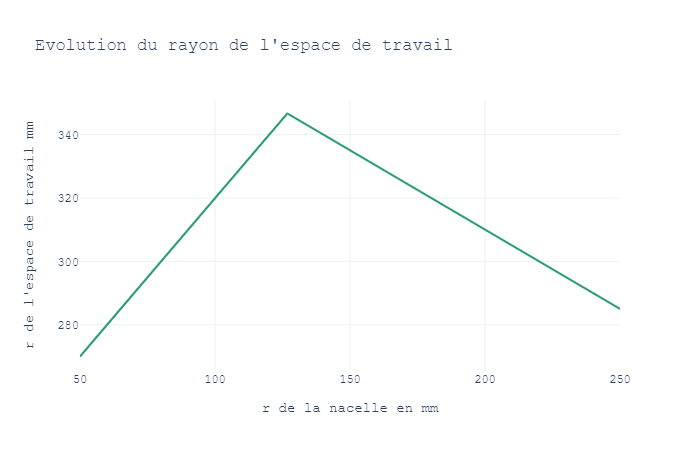 Evolution du rayon de l'espace de travail
r de l'espace de travail mm
340
320
300
280
50 100 150 200 250
r de la nacelle en mm